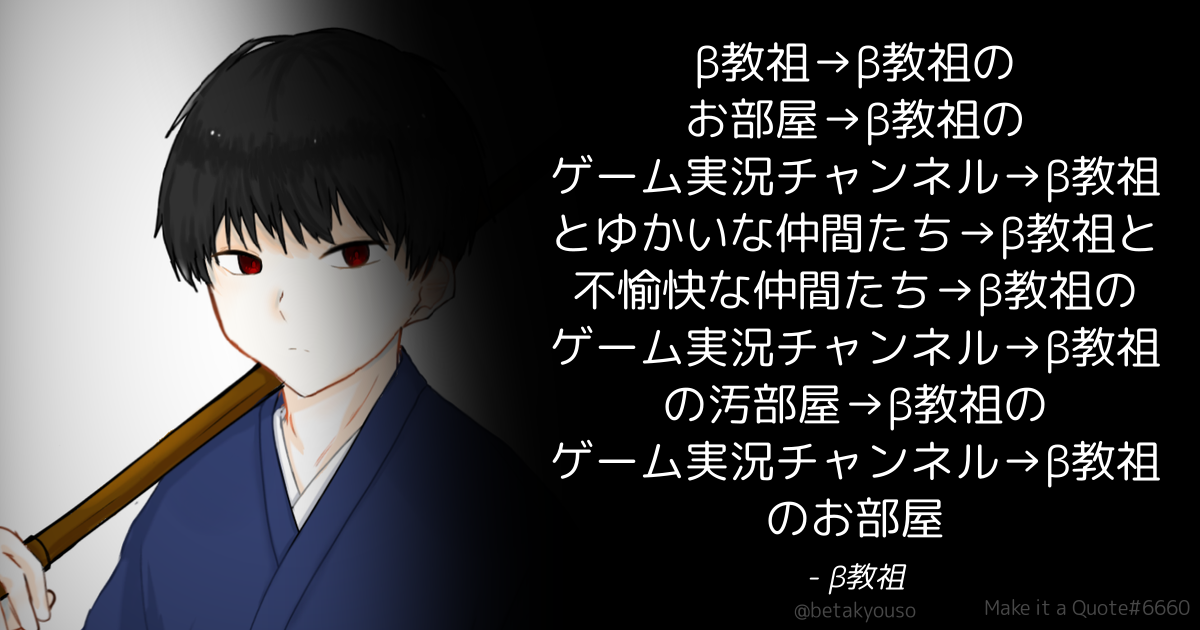 β教祖→β教祖の
お部屋→β教祖の
ゲーム実況チャンネル→β教祖
とゆかいな仲間たち→β教祖と
不愉快な仲間たち→β教祖の
ゲーム実況チャンネル→β教祖
の汚部屋→β教祖の
ゲーム実況チャンネル→β教祖
のお部屋
- β教祖
@betakyouso
Make it a Quote#6660